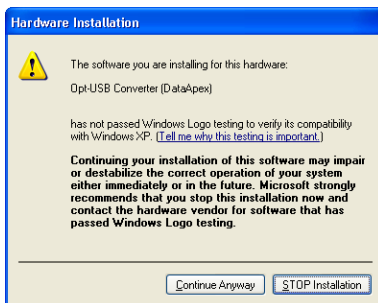 Hardware Installation
The software you are installing for this hardware:
Opt-USB Converter (DataApex)
has not passed Windows Logo testing to verify its compatibility
with Windows XP. (Tell me why this testing is important.)
Continuing your installation of this software may impair
or destabilize the correct operation of your system
either immediately or in the future. Microsoft strongly
recommends that you stop this installation now and
contact the hardware vendor for software that has
passed Windows Logo testing.
Continue Anyway STOP Installation